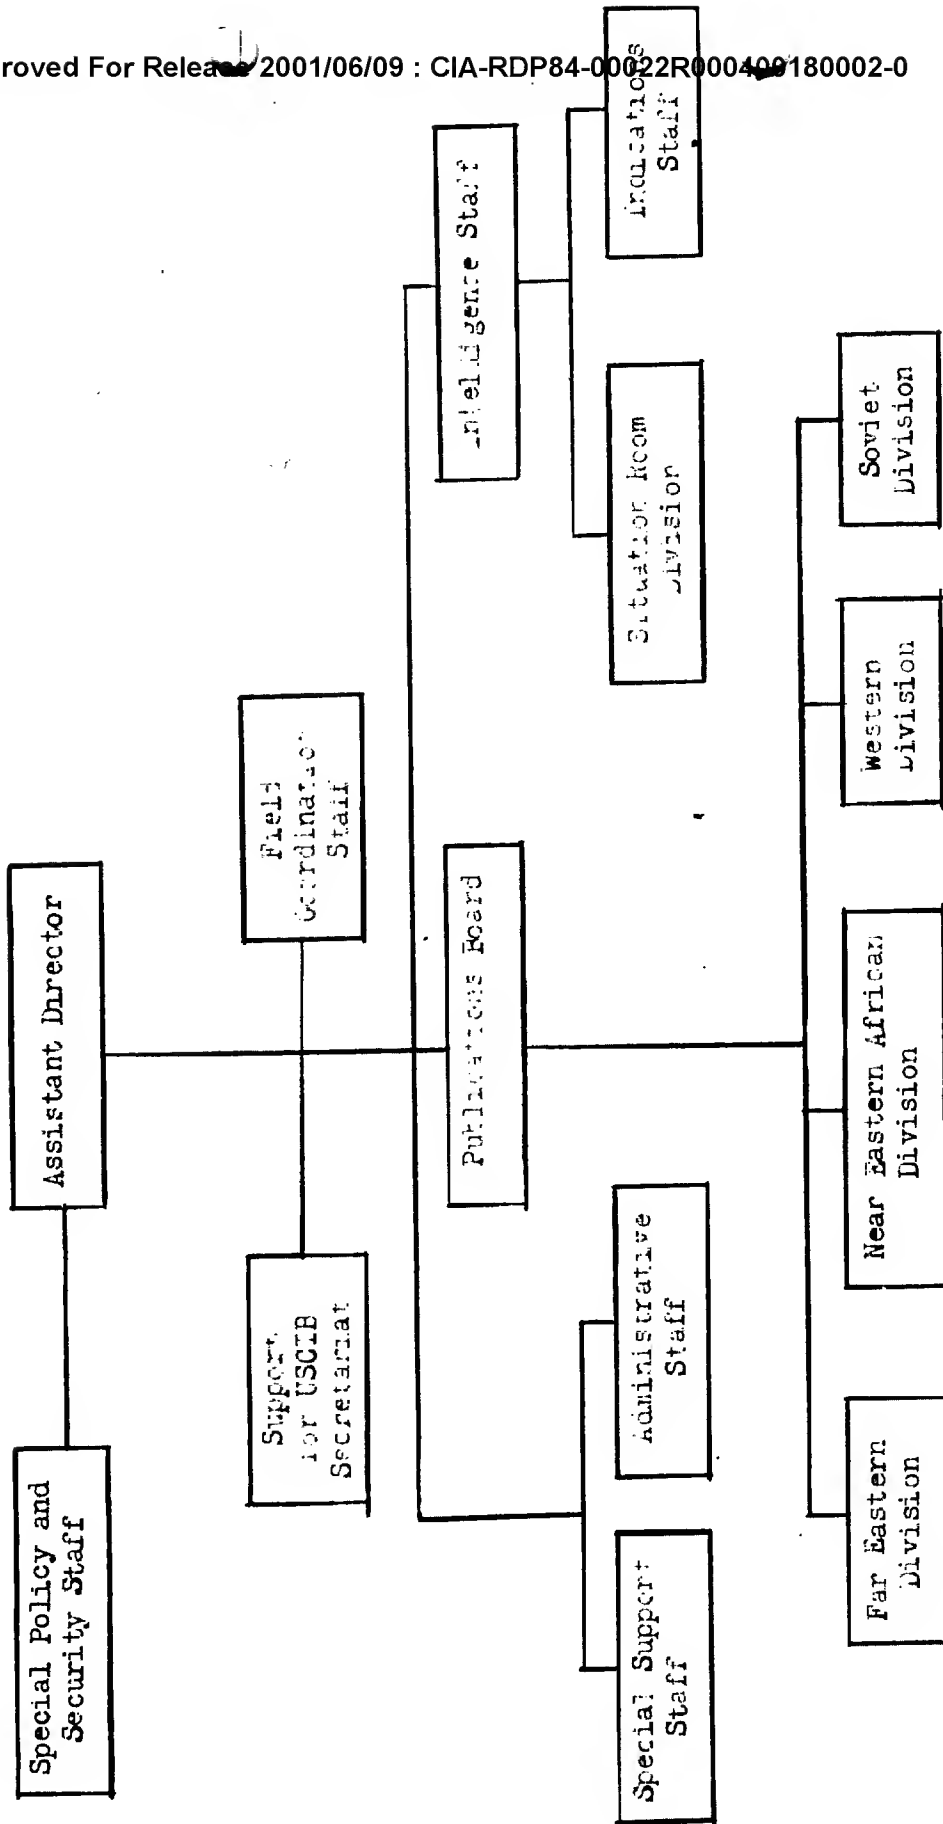 roved For Release 2001/06/09 : CIA-RDP84-00022R000400180002-0
Special Policy and
Security Staff
Assistant Director
Support
for USCIB
Secretariat
Field
Coordination
Staff
Publications Board
Intelligence Staff
Special Support
Staff
Administrative
Staff
Situation Room
Division
Indications
Staff
Far Eastern
Division
Near Eastern African
Division
Western
Division
Soviet
Division